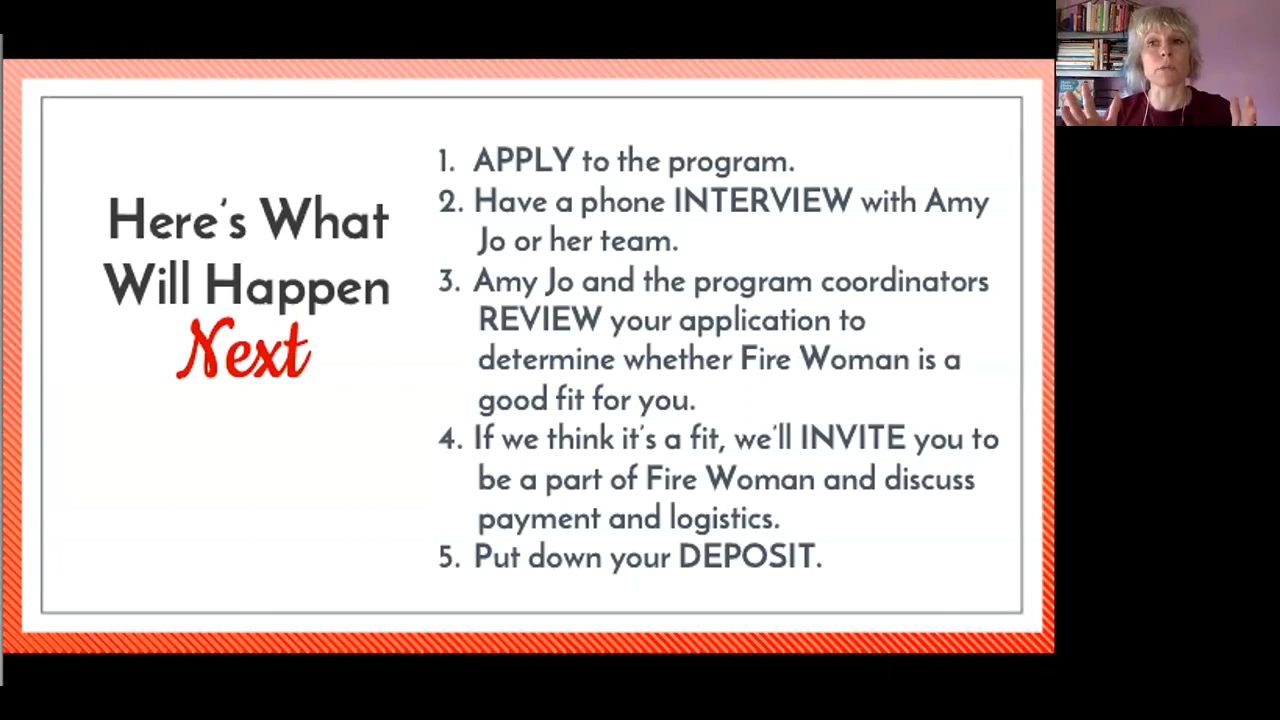 Here's What
Will Happen
Next
1. APPLY to the program.
2. Have a phone INTERVIEW with Amy
Jo or her team.
3. Amy Jo and the program coordinators
REVIEW your application to
determine whether Fire Woman is a
good fit for you.
4. If we think it's a fit, we'll INVITE you to
be a part of Fire Woman and discuss
payment and logistics.
5. Put down your DEPOSIT.